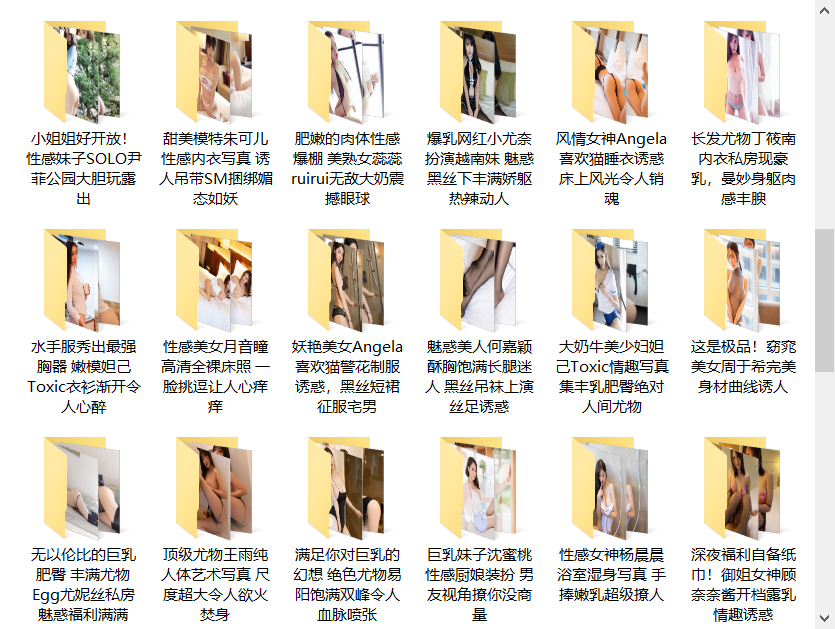 小姐姐好开放!
性感妹子SOLO尹
菲公园大胆玩露
出
甜美模特朱可儿
性感内衣写真 诱
人吊带SM捆绑媚
态如妖
肥嫩的肉体性感
爆棚 美熟女蕊蕊
ruirui无敌大奶震
撼眼球
爆乳网红小尤奈
扮演越南妹 魅惑
黑丝下丰满娇躯
热辣动人
风情女神Angela
喜欢猫睡衣诱惑
床上风光令人销
魂
长发尤物丁筱南
内衣私房现豪
乳，曼妙身躯肉
感丰腴
水手服秀出最强
胸器 嫩模妲己
Toxic衣衫渐开令
人心醉
性感美女月音瞳
高清全裸床照 一
脸挑逗让人心痒
痒
妖艳美女Angela
喜欢猫警花制服
诱惑，黑丝短裙
征服宅男
魅惑美人何嘉颖
酥胸饱满长腿迷
人 黑丝吊袜上演
丝足诱惑
大奶牛美少妇妲
己Toxic情趣写真
集丰乳肥臀绝对
人间尤物
这是极品！窈窕
美女周于希完美
身材曲线诱人
无以伦比的巨乳
肥臀 丰满尤物
Egg尤妮丝私房
魅惑福利满满
顶级尤物王雨纯
人体艺术写真 尺
度超大令人欲火
焚身
满足你对巨乳的
幻想 绝色尤物易
阳饱满双峰令人
血脉喷张
巨乳妹子沈蜜桃
性感厨娘装扮 男
友视角撩你没商
量
性感女神杨晨晨
浴室湿身写真 手
捧嫩乳超级撩人
深夜福利自备纸
巾！御姐女神顾
奈奈酱开档露乳
情趣诱惑